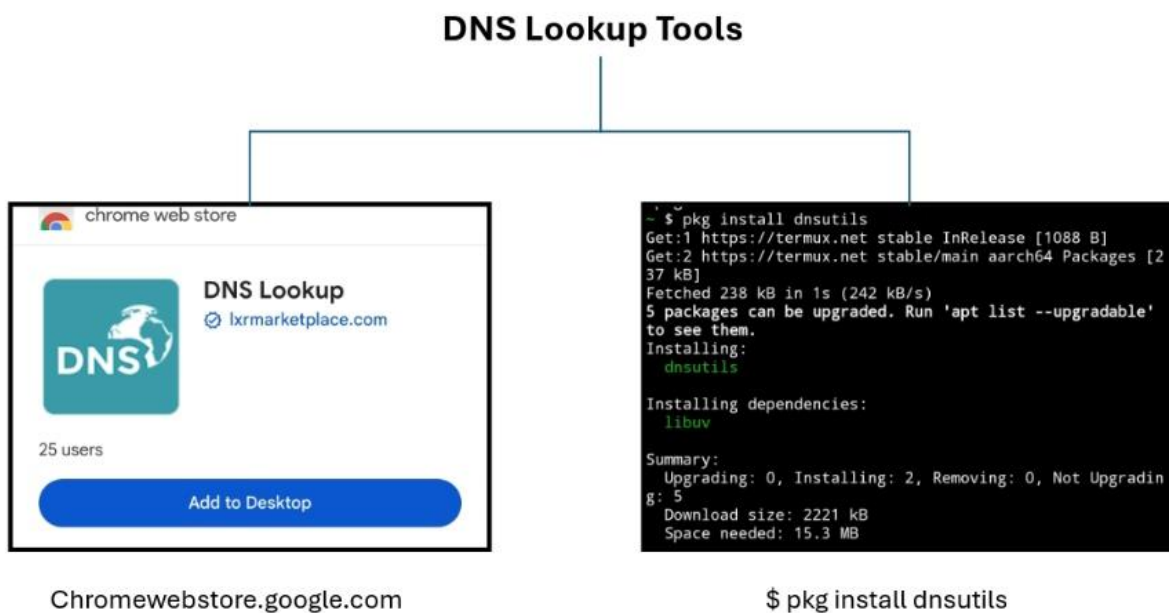 DNS Lookup Tools
chrome web store
DNS
DNS Lookup
lxrmarketplace.com
25 users
Add to Desktop
~ $ pkg install dnsutils
Get:1 https://termux.net stable InRelease [1088 B]
Get:2 https://termux.net stable/main aarch64 Packages [2
37 kB]
Fetched 238 kB in 1s (242 kB/s)
5 packages can be upgraded. Run 'apt list --upgradable'
to see them.
Installing:
dnsutils
Installing dependencies:
libuv
Summary:
Upgrading: 0, Installing: 2, Removing: 0, Not Upgradin
g: 5
Download size: 2221 kB
Space needed: 15.3 MB
Chromewebstore.google.com
$ pkg install dnsutils